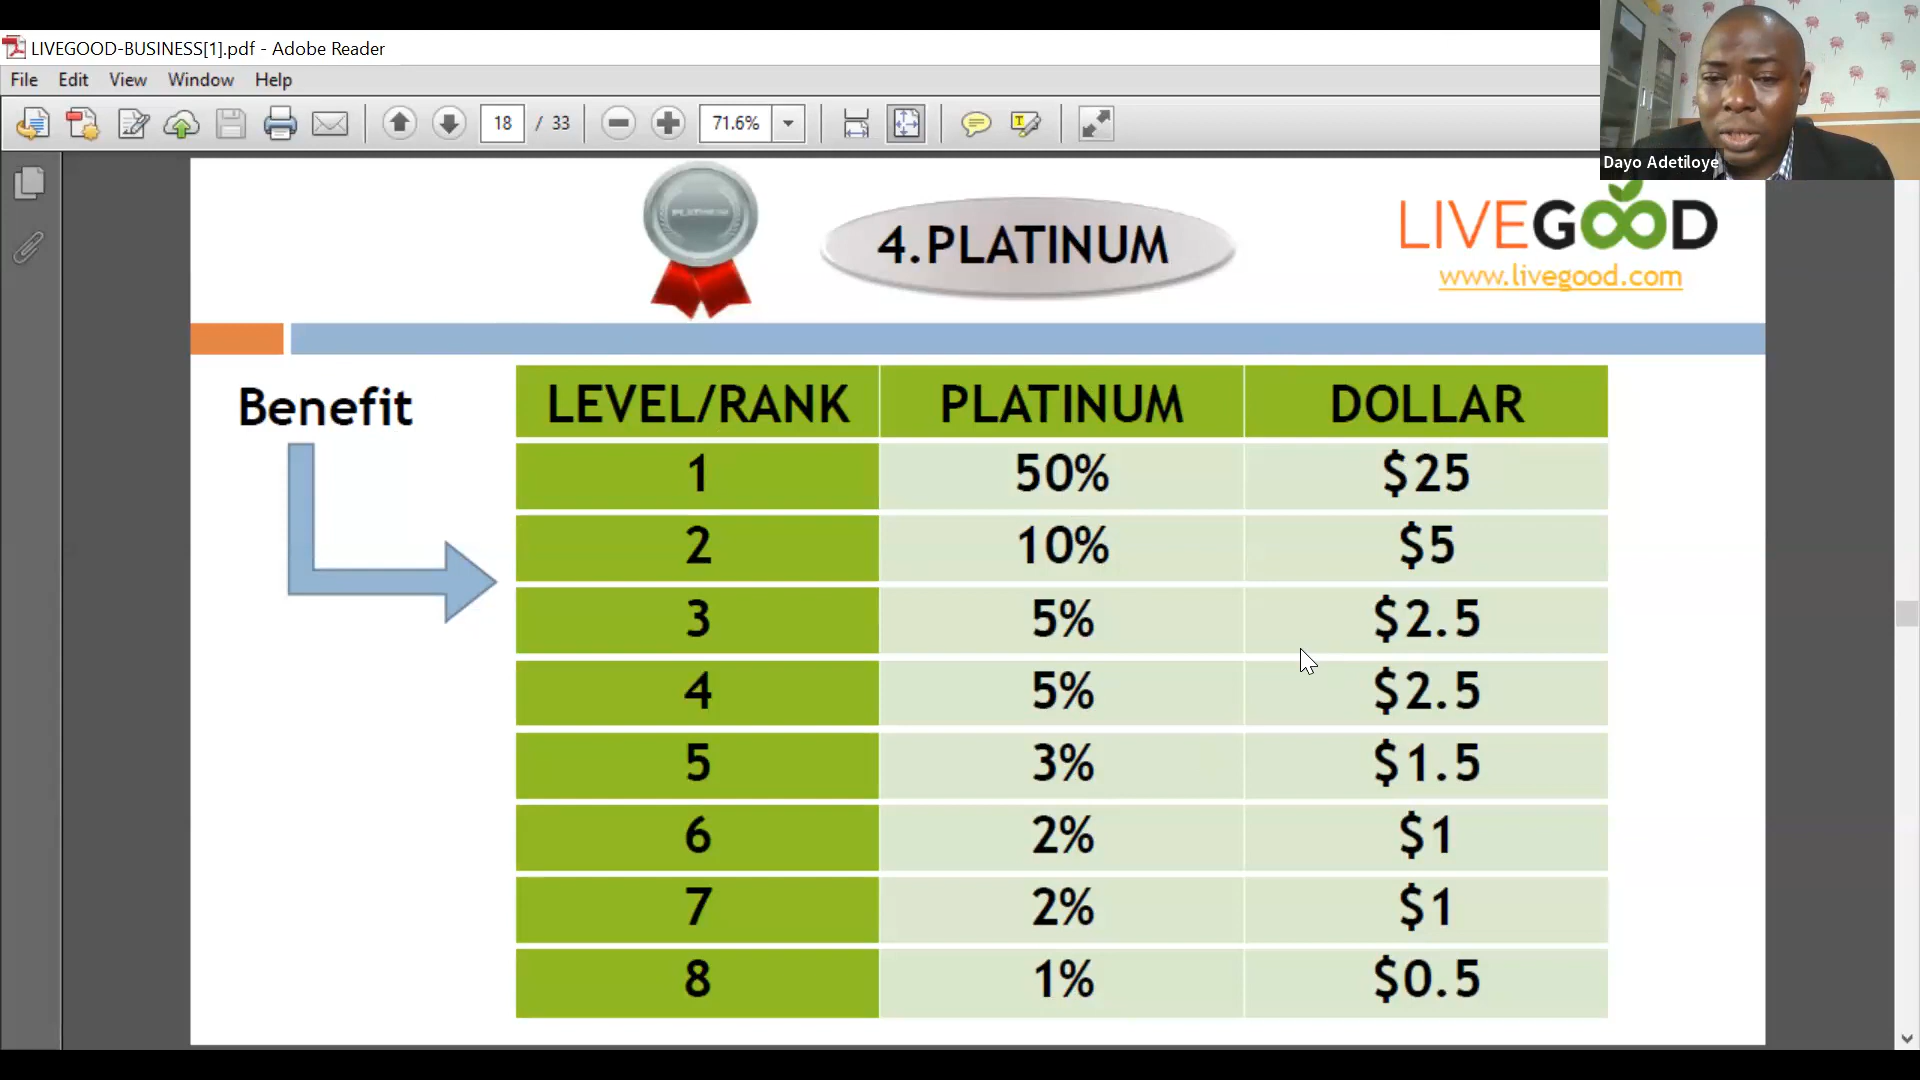 LIVEGOOD-BUSINESS[1].pdf - Adobe Reader
File Edit View Window Help
18 / 33 71.6%
Dayo Adetiloye
PLATINUM
4.PLATINUM
LIVEGOOD
www.livegood.com
Benefit
LEVEL/RANK PLATINUM DOLLAR
1 50% $25
2 10% $5
3 5% $2.5
4 5% $2.5
5 3% $1.5
6 2% $1
7 2% $1
8 1% $0.5